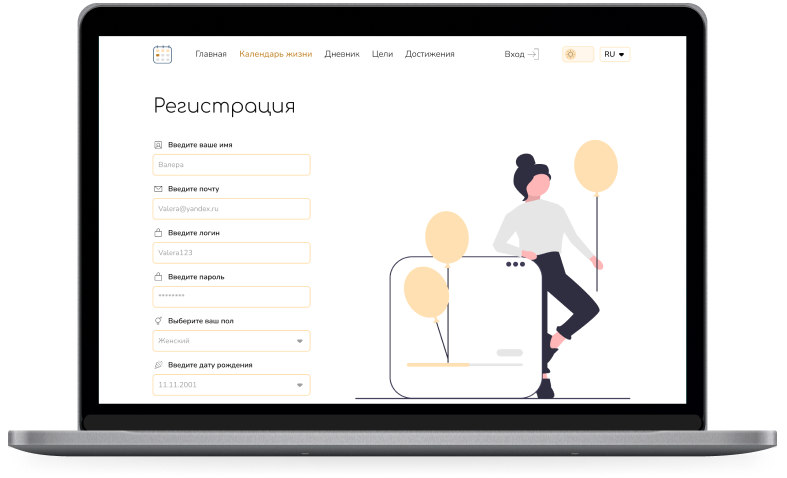 Главная Календарь жизни Дневник Цели Достижения Вход RU
Регистрация
Введите ваше имя
Валера
Введите почту
Valera@yandex.ru
Введите логин
Valera123
Введите пароль
********
Выберите ваш пол
Женский
Введите дату рождения
11.11.2001